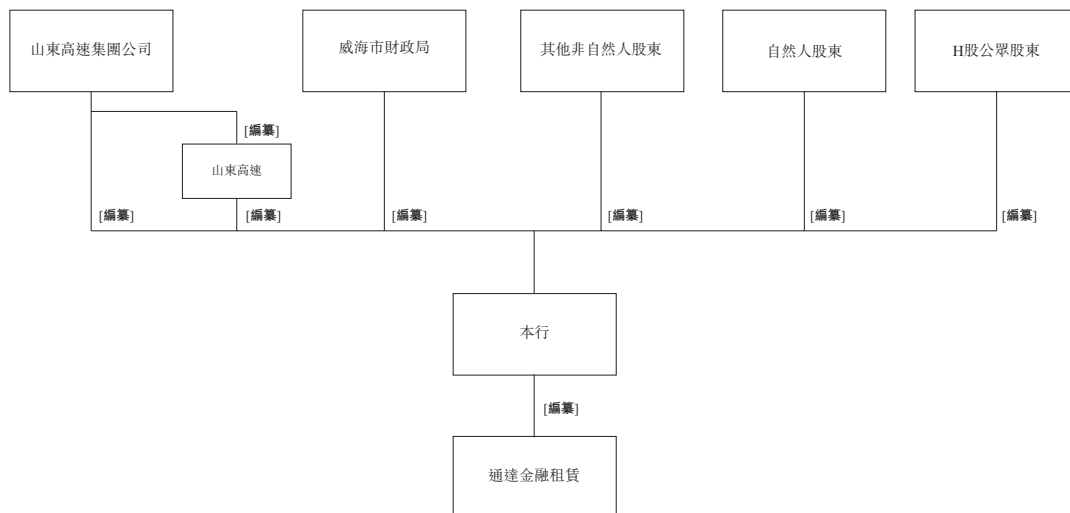 山東高速集團公司
威海市財政局
其他非自然人股東
自然人股東
H股公眾股東
[編纂]
山東高速
[編纂]
[編纂]
[編纂]
[編纂]
[編纂]
[編纂]
本行
[編纂]
通達金融租賃